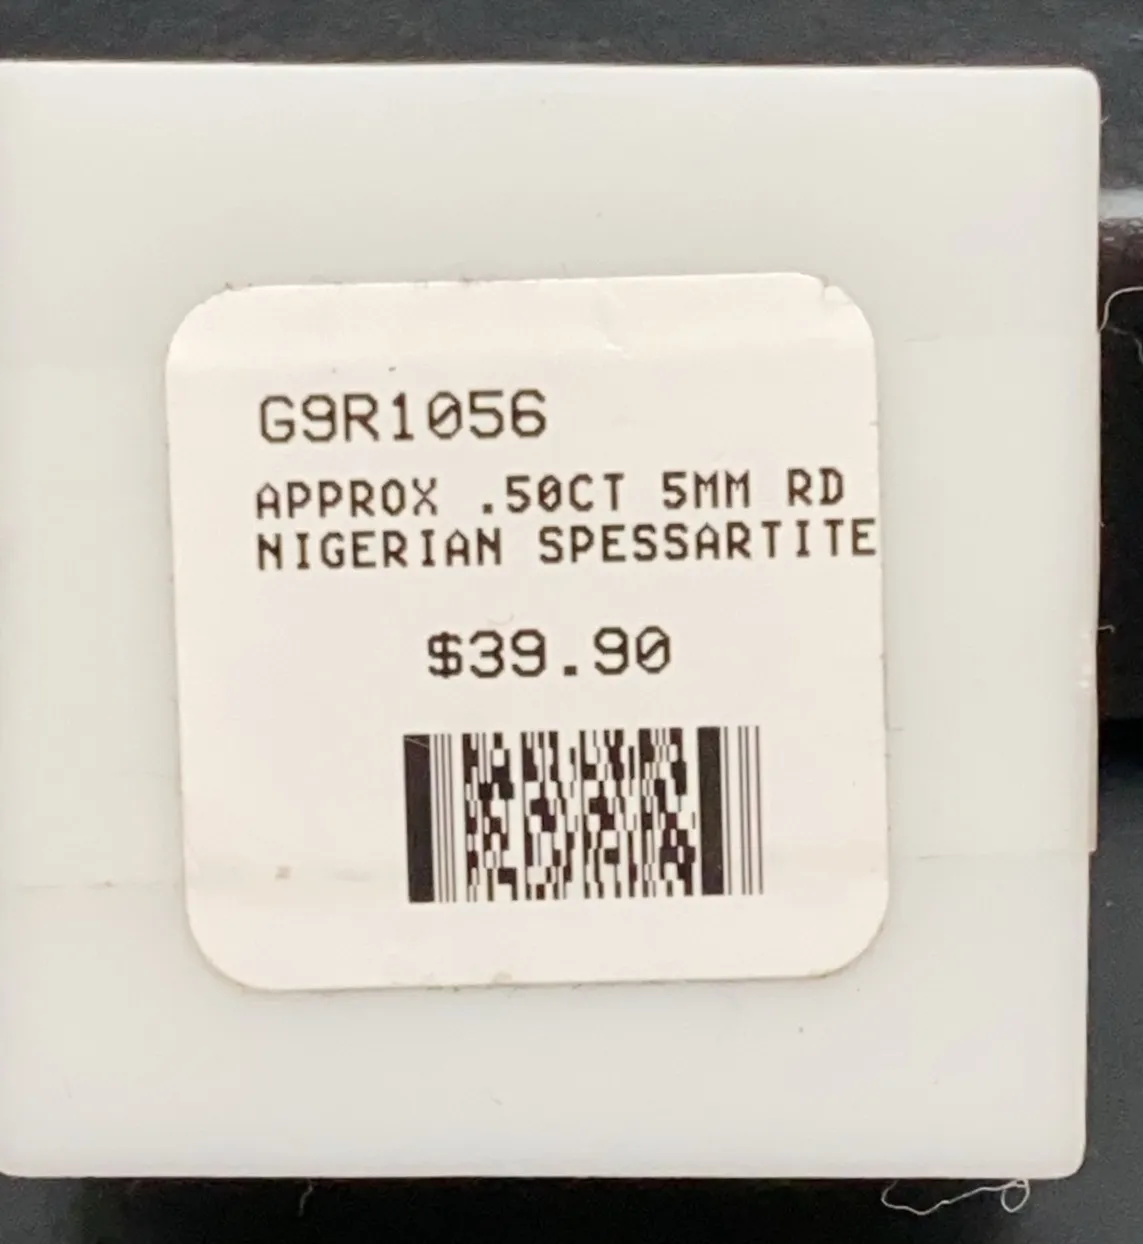 G9R1056
APPROX .50CT 5MM RD
NIGERIAN SPESSARTITE
$39.90